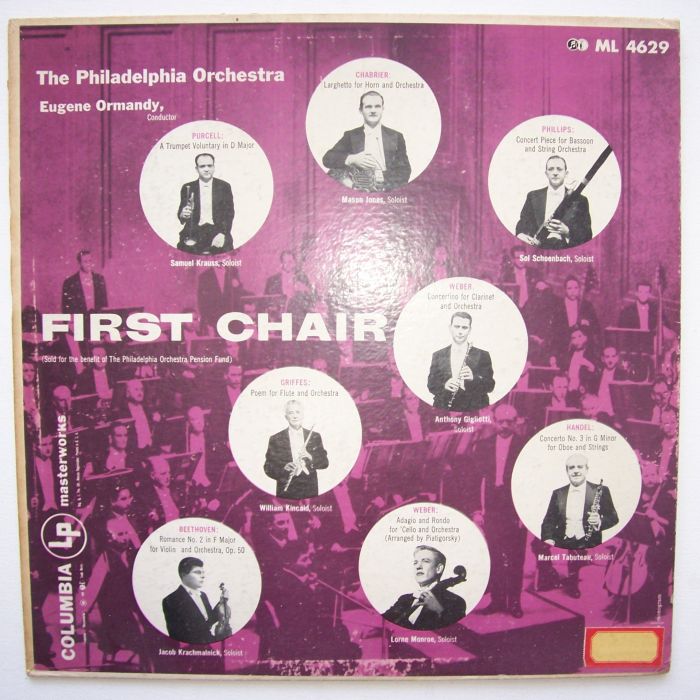 ML 4629
The Philadelphia Orchestra
Eugene Ormandy,
Conductor
CHABRIER:
Larghetto for Horn and Orchestra
Mason Jones, Soloist
PURCELL:
A Trumpet Voluntary in D Major
Samuel Krauss, Soloist
PHILLIPS:
Concert Piece for Bassoon
and String Orchestra
Sol Schoenbach, Soloist
FIRST CHAIR
(Sold for the benefit of The Philadelphia Orchestra Pension Fund)
WEBER:
Concertino for Clarinet
and Orchestra
Anthony Gigliotti,
Soloist
GRIFFES:
Poem for Flute and Orchestra
William Kincaid, Soloist
HANDEL:
Concerto No. 3 in G Minor
for Oboe and Strings
Marcel Tabuteau, Soloist
BEETHOVEN:
Romance No. 2 in F Major
for Violin and Orchestra, Op. 50
Jacob Krachmalnick, Soloist
WEBER:
Adagio and Rondo
for 'Cello and Orchestra
(Arranged by Piatigorsky)
Lorne Monroe, Soloist
COLUMBIA Lp masterworks